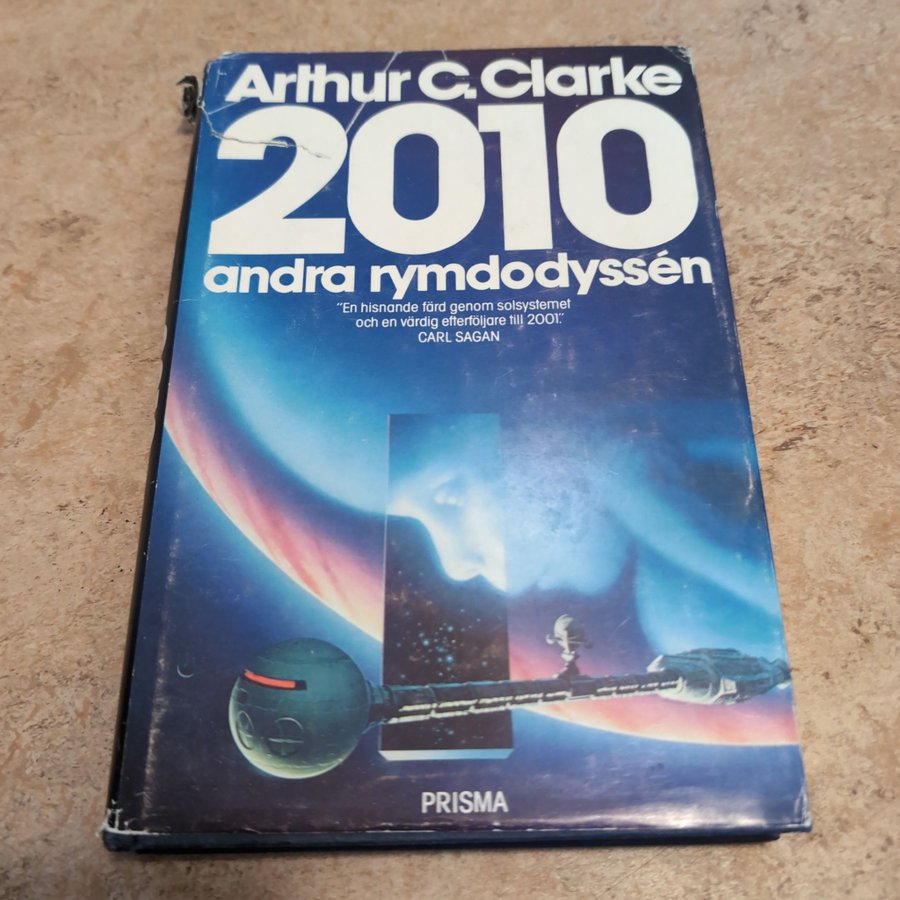 Arthur C. Clarke
2010
andra rymdodyssén
"En hisnande färd genom solsystemet
och en värdig efterföljare till 2001."
CARL SAGAN
PRISMA